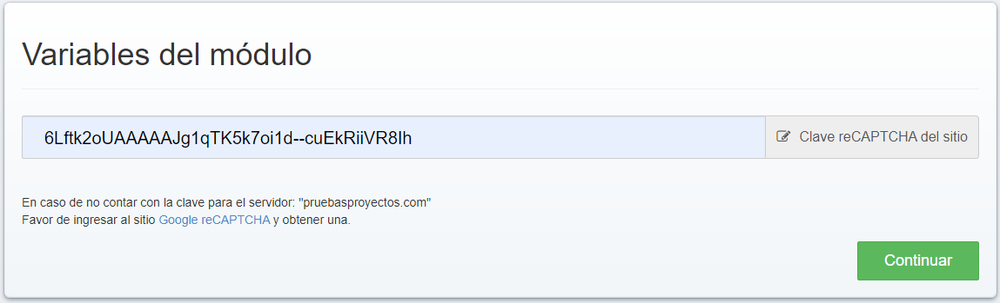 Variables del módulo
6Lftk2oUAAAAAJg1qTK5k7oi1d--cuEkRiiVR8Ih
Clave reCAPTCHA del sitio
En caso de no contar con la clave para el servidor: "pruebasproyectos.com"
Favor de ingresar al sitio Google reCAPTCHA y obtener una.
Continuar